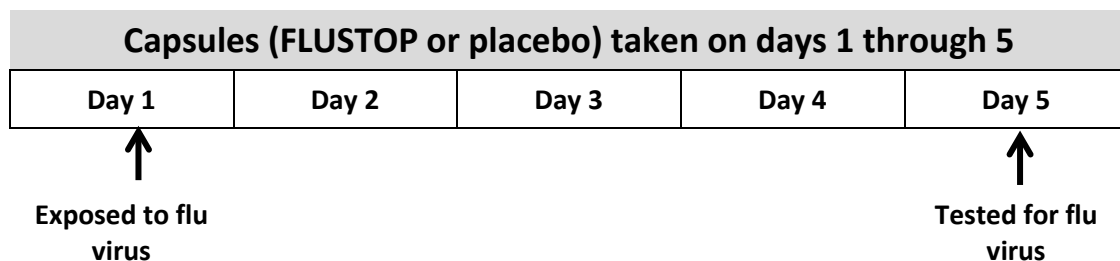 Capsules (FLUSTOP or placebo) taken on days 1 through 5
Day 1 Day 2 Day 3 Day 4 Day 5
Exposed to flu
virus
Tested for flu
virus